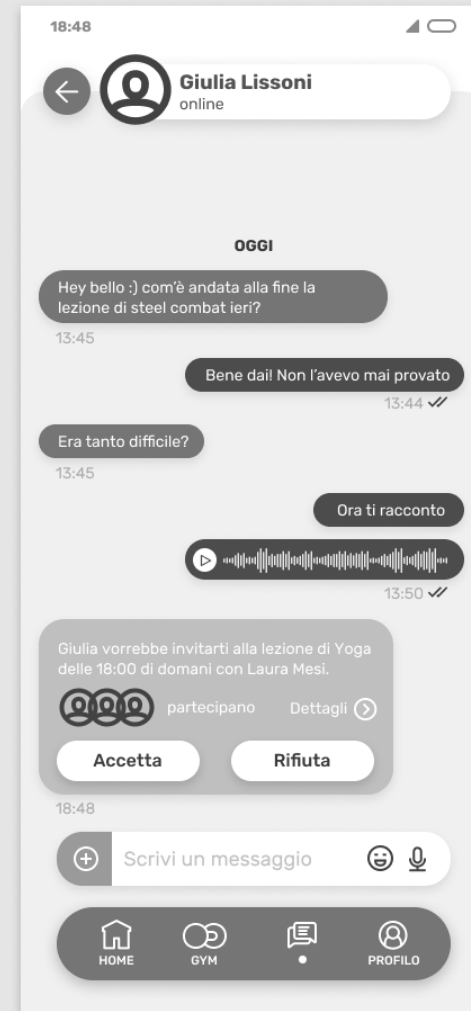 18:48
Giulia Lissoni
online
OGGI
Hey bello :) com'è andata alla fine la
lezione di steel combat ieri?
13:45
Bene dai! Non l'avevo mai provato
13:44
Era tanto difficile?
13:45
Ora ti racconto
13:50
Giulia vorrebbe invitarti alla lezione di Yoga
delle 18:00 di domani con Laura Mesi.
partecipano Dettagli
Accetta Rifiuta
18:48
Scrivi un messaggio
HOME GYM PROFILO